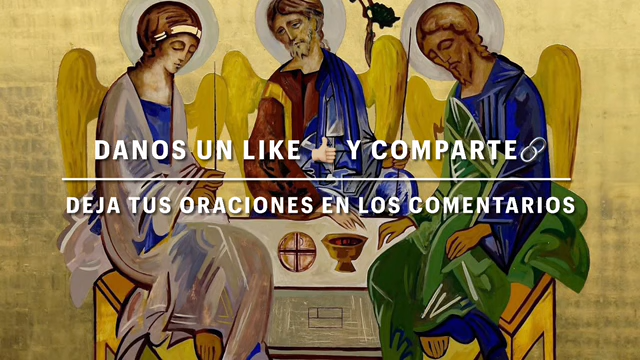 DANOS UN LIKE 👍🏻 Y COMPARTE🔗
DEJA TUS ORACIONES EN LOS COMENTARIOS